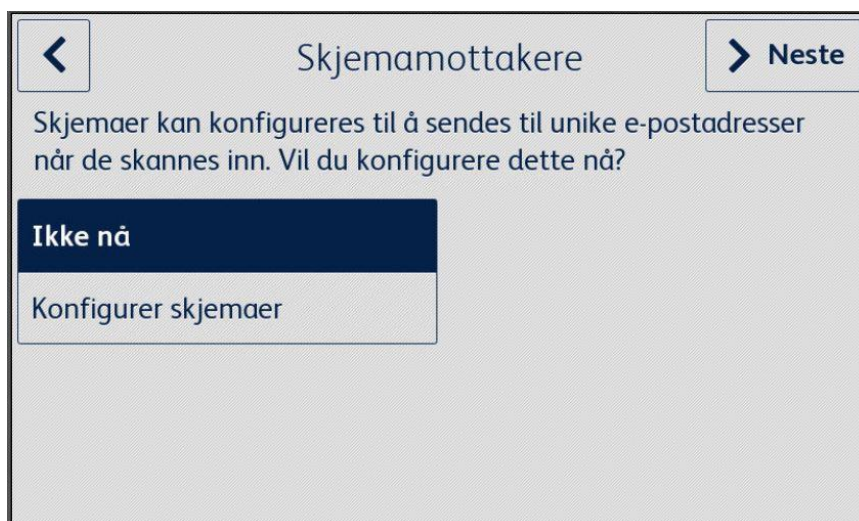 Skjemamottakere
Neste
Skjemaer kan konfigureres til å sendes til unike e-postadresser
når de skannes inn. Vil du konfigurere dette nå?
Ikke nå
Konfigurer skjemaer